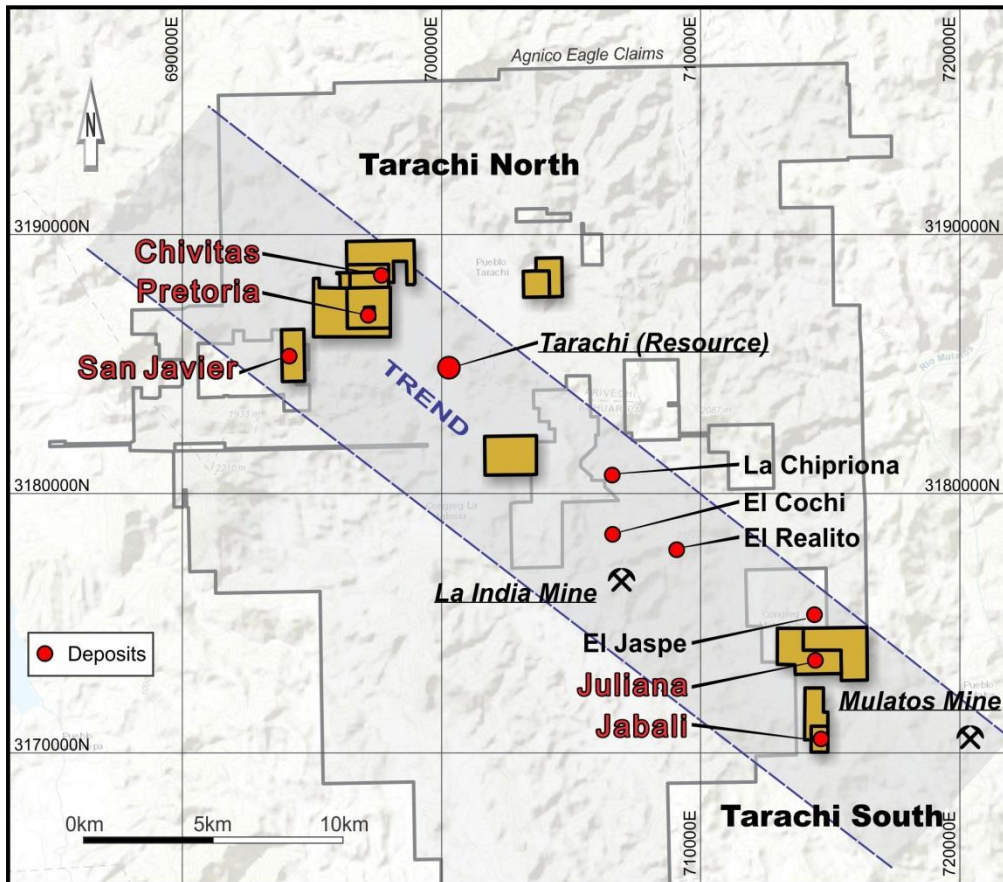 690000E
700000E
710000E
720000E
Agnico Eagle Claims
N
Tarachi North
3190000N
3190000N
Chivitas
Pueblo
Tarachi
Pretoria
Tarachi (Resource)
San Javier
TREND
La Chipriona
3180000N
3180000N
El Cochi
El Realito
La India Mine
El Jaspe
Deposits
Juliana
Mulatos Mine
Jabali
3170000N
3170000N
Tarachi South
0km
5km
10km
710000E
720000E